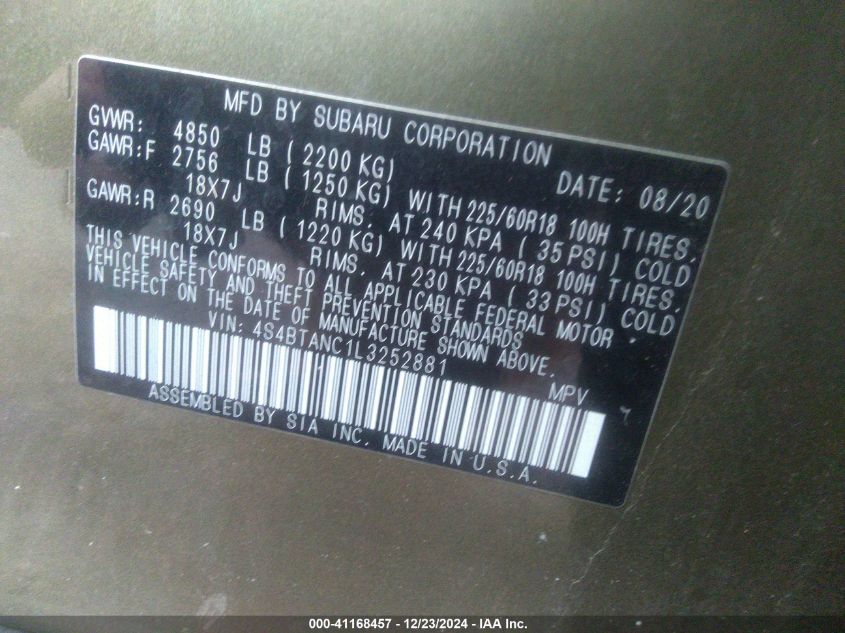 MFD BY SUBARU CORPORATION
DATE: 08/20
GVWR: 4850 LB ( 2200 KG)
GAWR:F 2756 LB ( 1250 KG) WITH 225/60R18 100H TIRES,
18X7J RIMS, AT 240 KPA ( 35 PSI) COLD
GAWR:R 2690 LB ( 1220 KG) WITH 225/60R18 100H TIRES,
18X7J RIMS, AT 230 KPA ( 33 PSI) COLD
THIS VEHICLE CONFORMS TO ALL APPLICABLE FEDERAL MOTOR
VEHICLE SAFETY AND THEFT PREVENTION STANDARDS
IN EFFECT ON THE DATE OF MANUFACTURE SHOWN ABOVE.
VIN: 4S4BTANC1L3252881
MPV
ASSEMBLED BY SIA INC. MADE IN U.S.A.
000-41168457 - 12/23/2024 - IAA Inc.